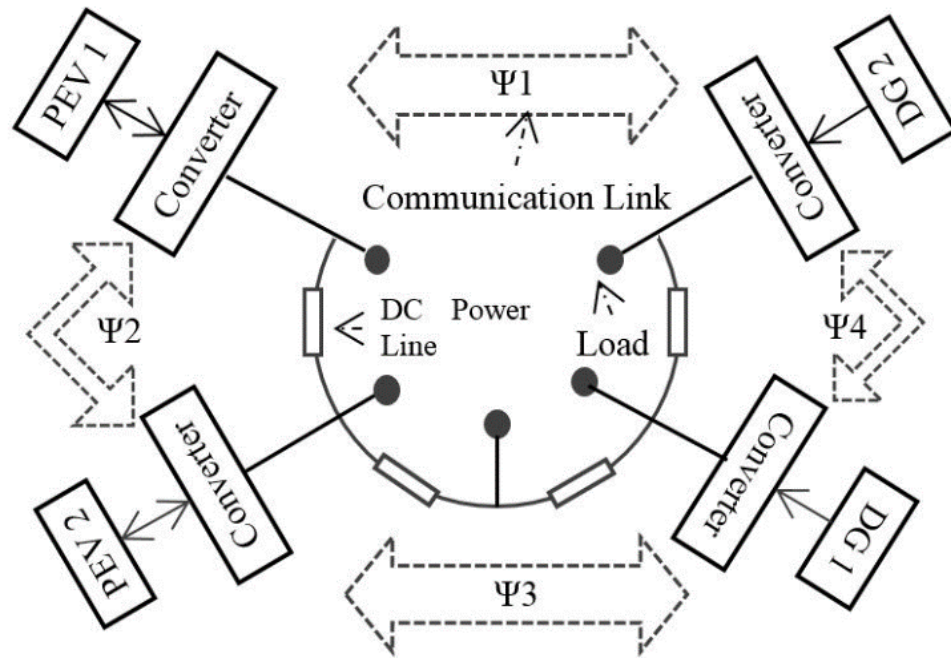 PEV 1
Converter
Ψ1
Converter
DG 2
Communication Link
Ψ2
DC Power
Line
Load
Ψ4
Converter
PEV 2
Converter
DG 1
Ψ3